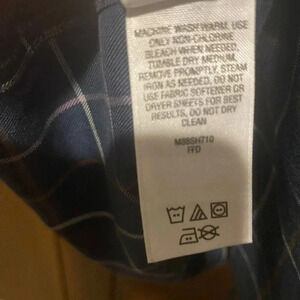 MACHINE WASH WARM, USE
ONLY NON-CHLORINE
BLEACH WHEN NEEDED.
TUMBLE DRY MEDIUM,
REMOVE PROMPTLY, STEAM
IRON AS NEEDED. DO NOT
USE FABRIC SOFTENER OR
DRYER SHEETS FOR BEST
RESULTS, DO NOT DRY
CLEAN
M88SH710
FFD